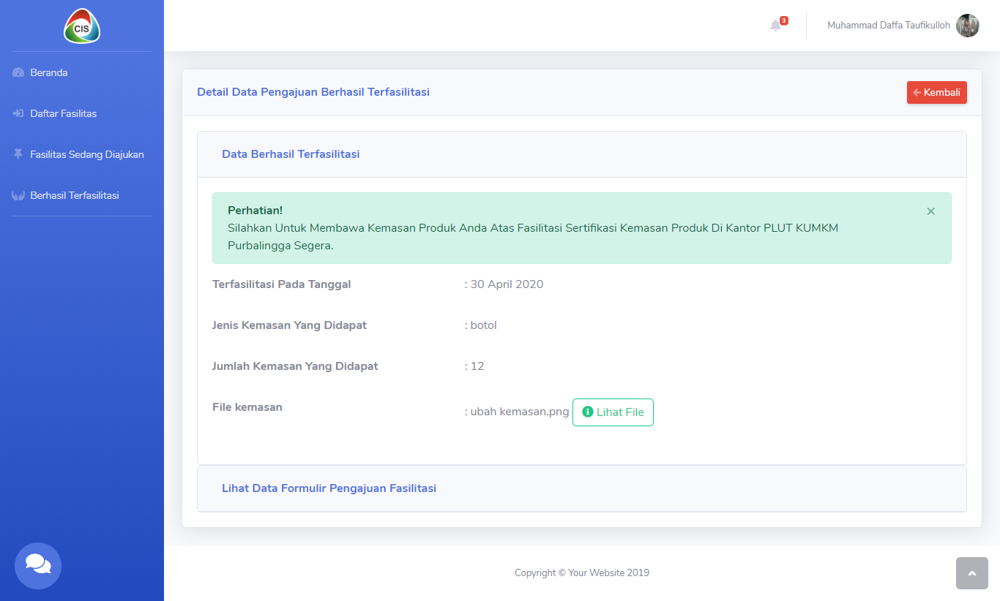 CIS
3
Muhammad Daffa Taufikulloh
Beranda
Daftar Fasilitas
Fasilitas Sedang Diajukan
Berhasil Terfasilitasi
Detail Data Pengajuan Berhasil Terfasilitasi
Kembali
Data Berhasil Terfasilitasi
Perhatian!
×
Silahkan Untuk Membawa Kemasan Produk Anda Atas Fasilitasi Sertifikasi Kemasan Produk Di Kantor PLUT KUMKM
Purbalingga Segera.
Terfasilitasi Pada Tanggal : 30 April 2020
Jenis Kemasan Yang Didapat : botol
Jumlah Kemasan Yang Didapat : 12
File kemasan : ubah kemasan.png Lihat File
Lihat Data Formulir Pengajuan Fasilitasi
Copyright © Your Website 2019